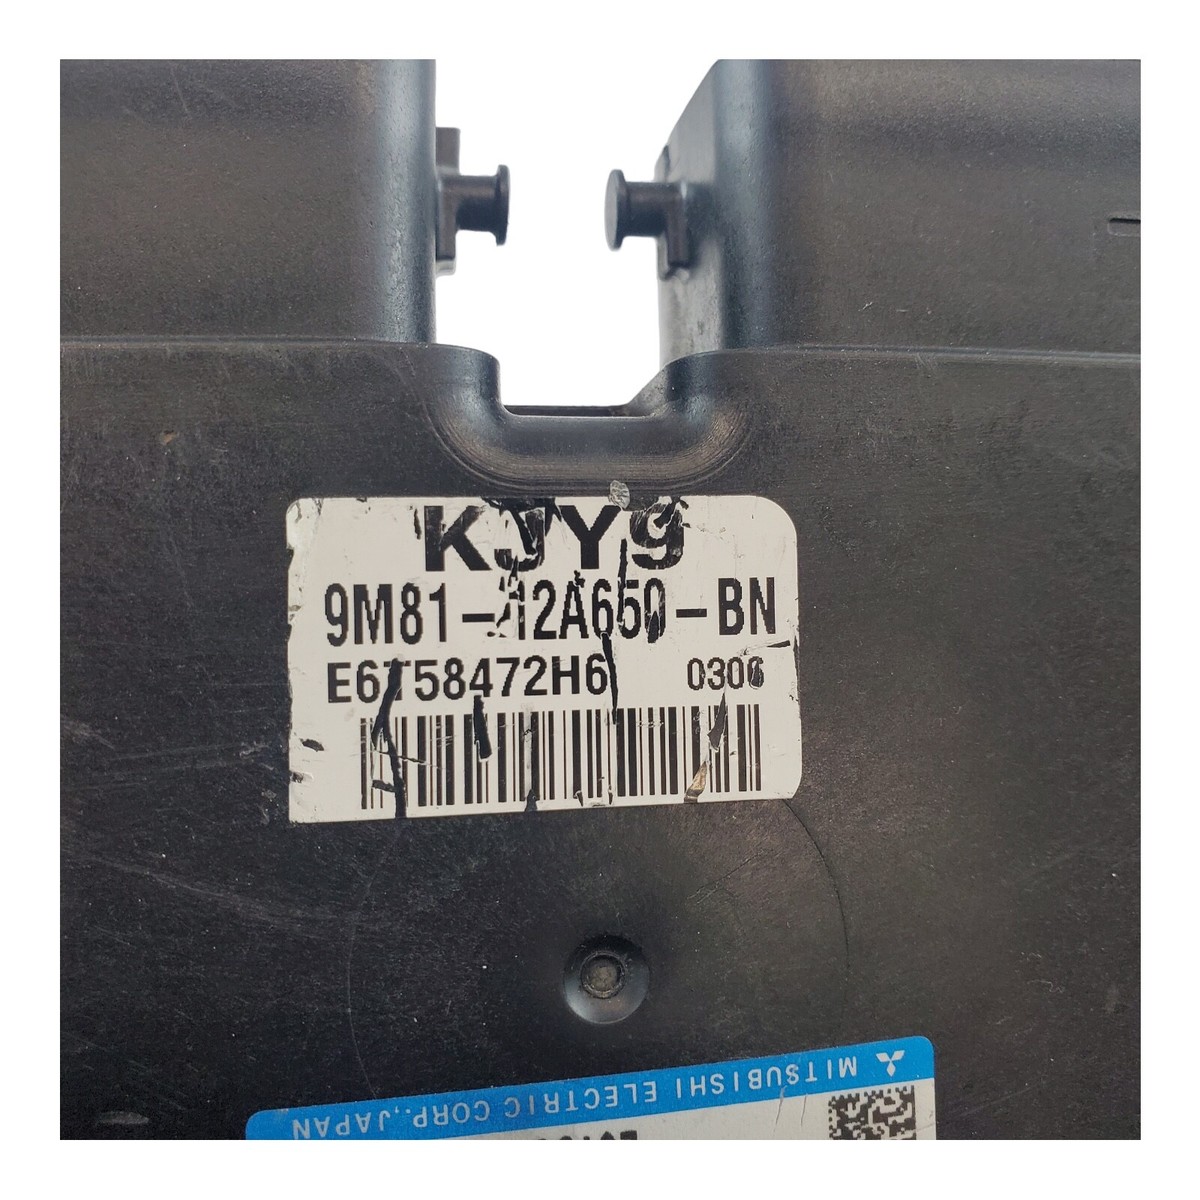 KJY9
9M81-12A650-BN
E6T58472H6 0306
MITSUBISHI ELECTRIC CORP., JAPAN